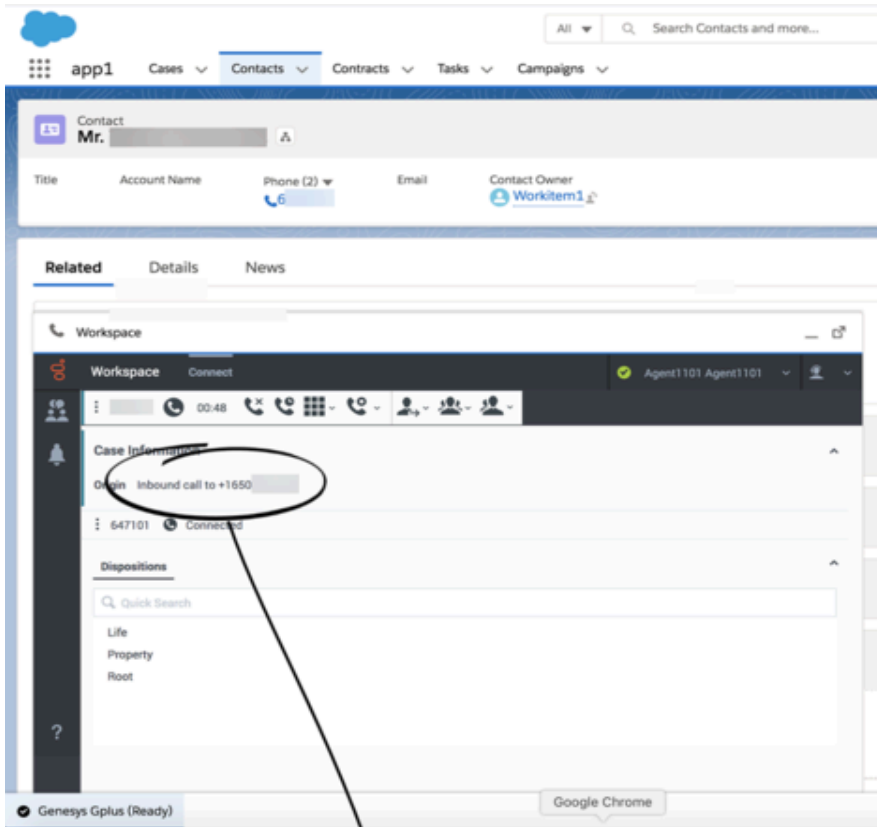 All Search Contacts and more...
app1 Cases Contacts Contracts Tasks Campaigns
Contact
Mr.
Title Account Name Phone (2) Email Contact Owner
6 Workitem1
Related Details News
Workspace
Workspace Connect Agent1101 Agent1101
00:48
Case Information
Origin Inbound call to +1650
647101 Connected
Dispositions
Quick Search
Life
Property
Root
?
Google Chrome
Genesys Gplus (Ready)